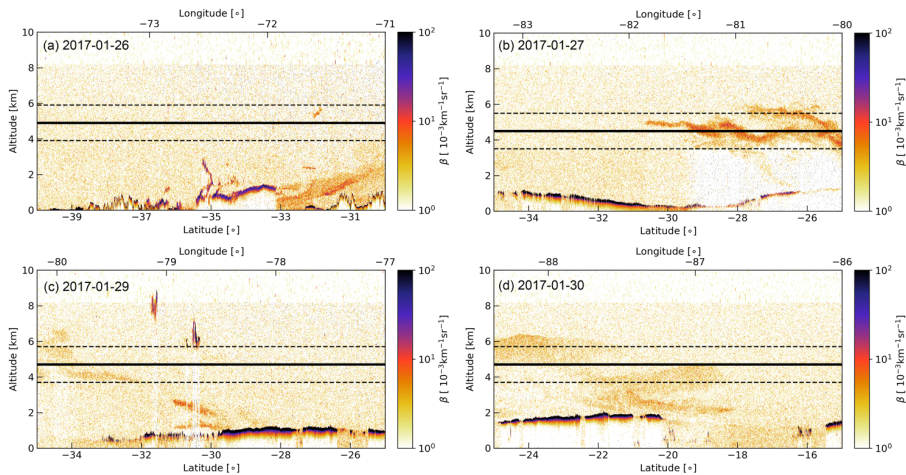 Longitude [∘]
−73 −72 −71
(a) 2017-01-26
10
8
6
4
2
0
Altitude [km]
−39 −37 −35 −33 −31
Latitude [∘]
10²
10¹
10⁰
β [ 10⁻³km⁻¹sr⁻¹]
Longitude [∘]
−83 −82 −81 −80
(b) 2017-01-27
10
8
6
4
2
0
Altitude [km]
−34 −32 −30 −28 −26
Latitude [∘]
10²
10¹
10⁰
β [ 10⁻³km⁻¹sr⁻¹]
Longitude [∘]
−80 −79 −78 −77
(c) 2017-01-29
10
8
6
4
2
0
Altitude [km]
−34 −32 −30 −28 −26
Latitude [∘]
10²
10¹
10⁰
β [ 10⁻³km⁻¹sr⁻¹]
Longitude [∘]
−88 −87 −86
(d) 2017-01-30
10
8
6
4
2
0
Altitude [km]
−24 −22 −20 −18 −16
Latitude [∘]
10²
10¹
10⁰
β [ 10⁻³km⁻¹sr⁻¹]